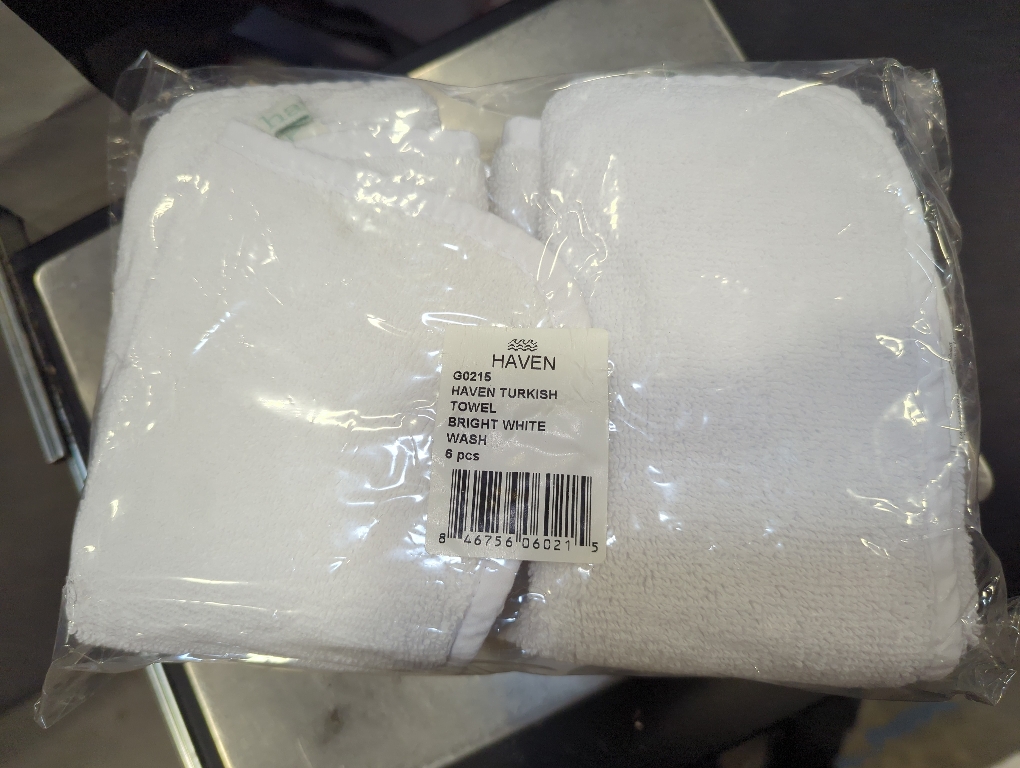 HAVEN
G0215
HAVEN TURKISH
TOWEL
BRIGHT WHITE
WASH
6 pcs
8 46756 06021 5